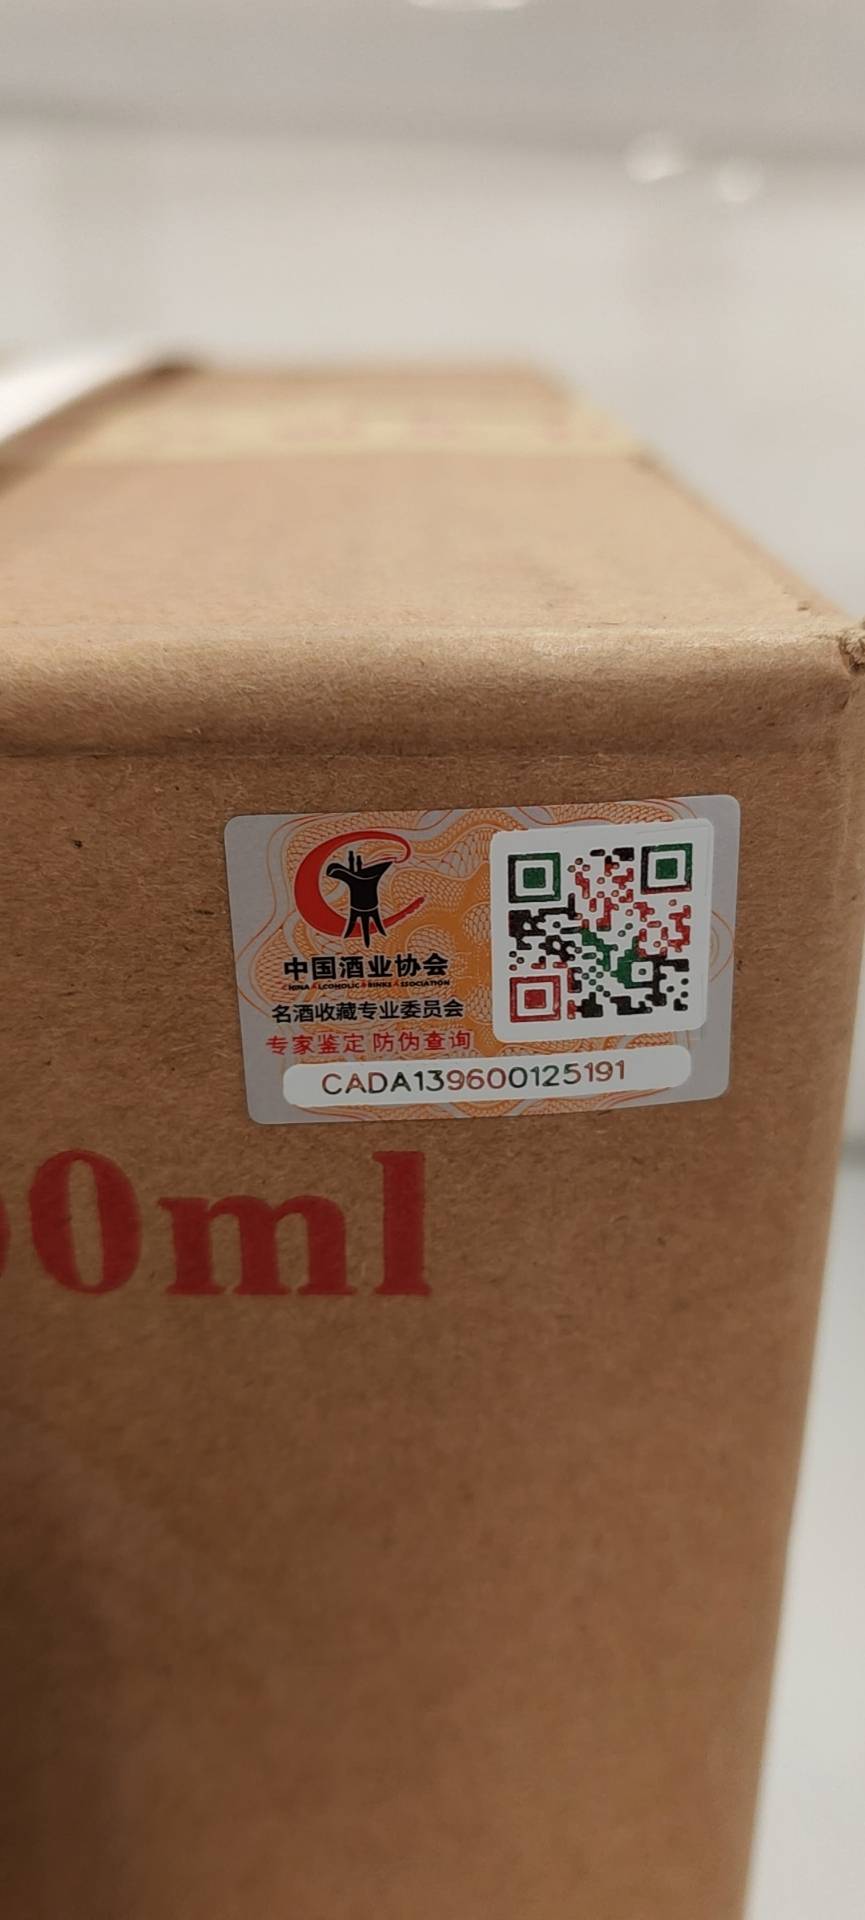 中国酒业协会
CHINA ALCOHOLIC DRINKS ASSOCIATION
名酒收藏专业委员会
专家鉴定 防伪查询
CADA139600125191
0ml